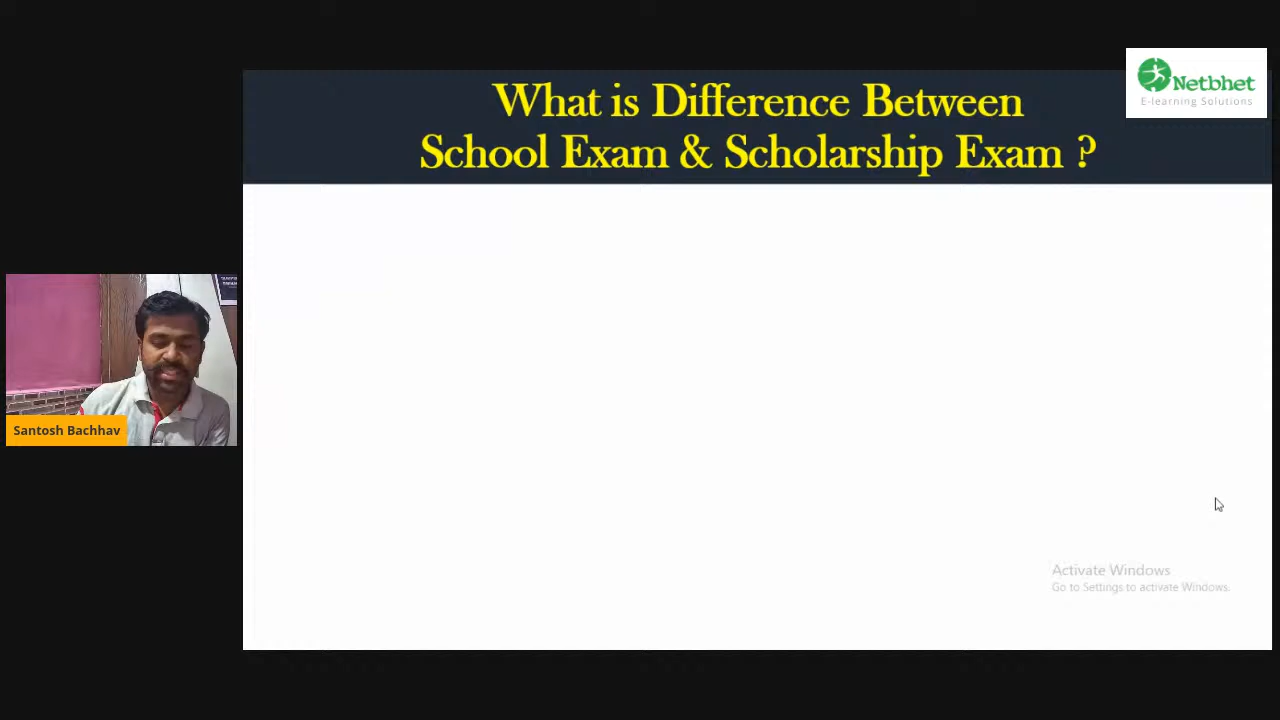 Netbhet
E-learning Solutions
What is Difference Between
School Exam & Scholarship Exam ?
Santosh Bachhav
Activate Windows
Go to Settings to activate Windows.